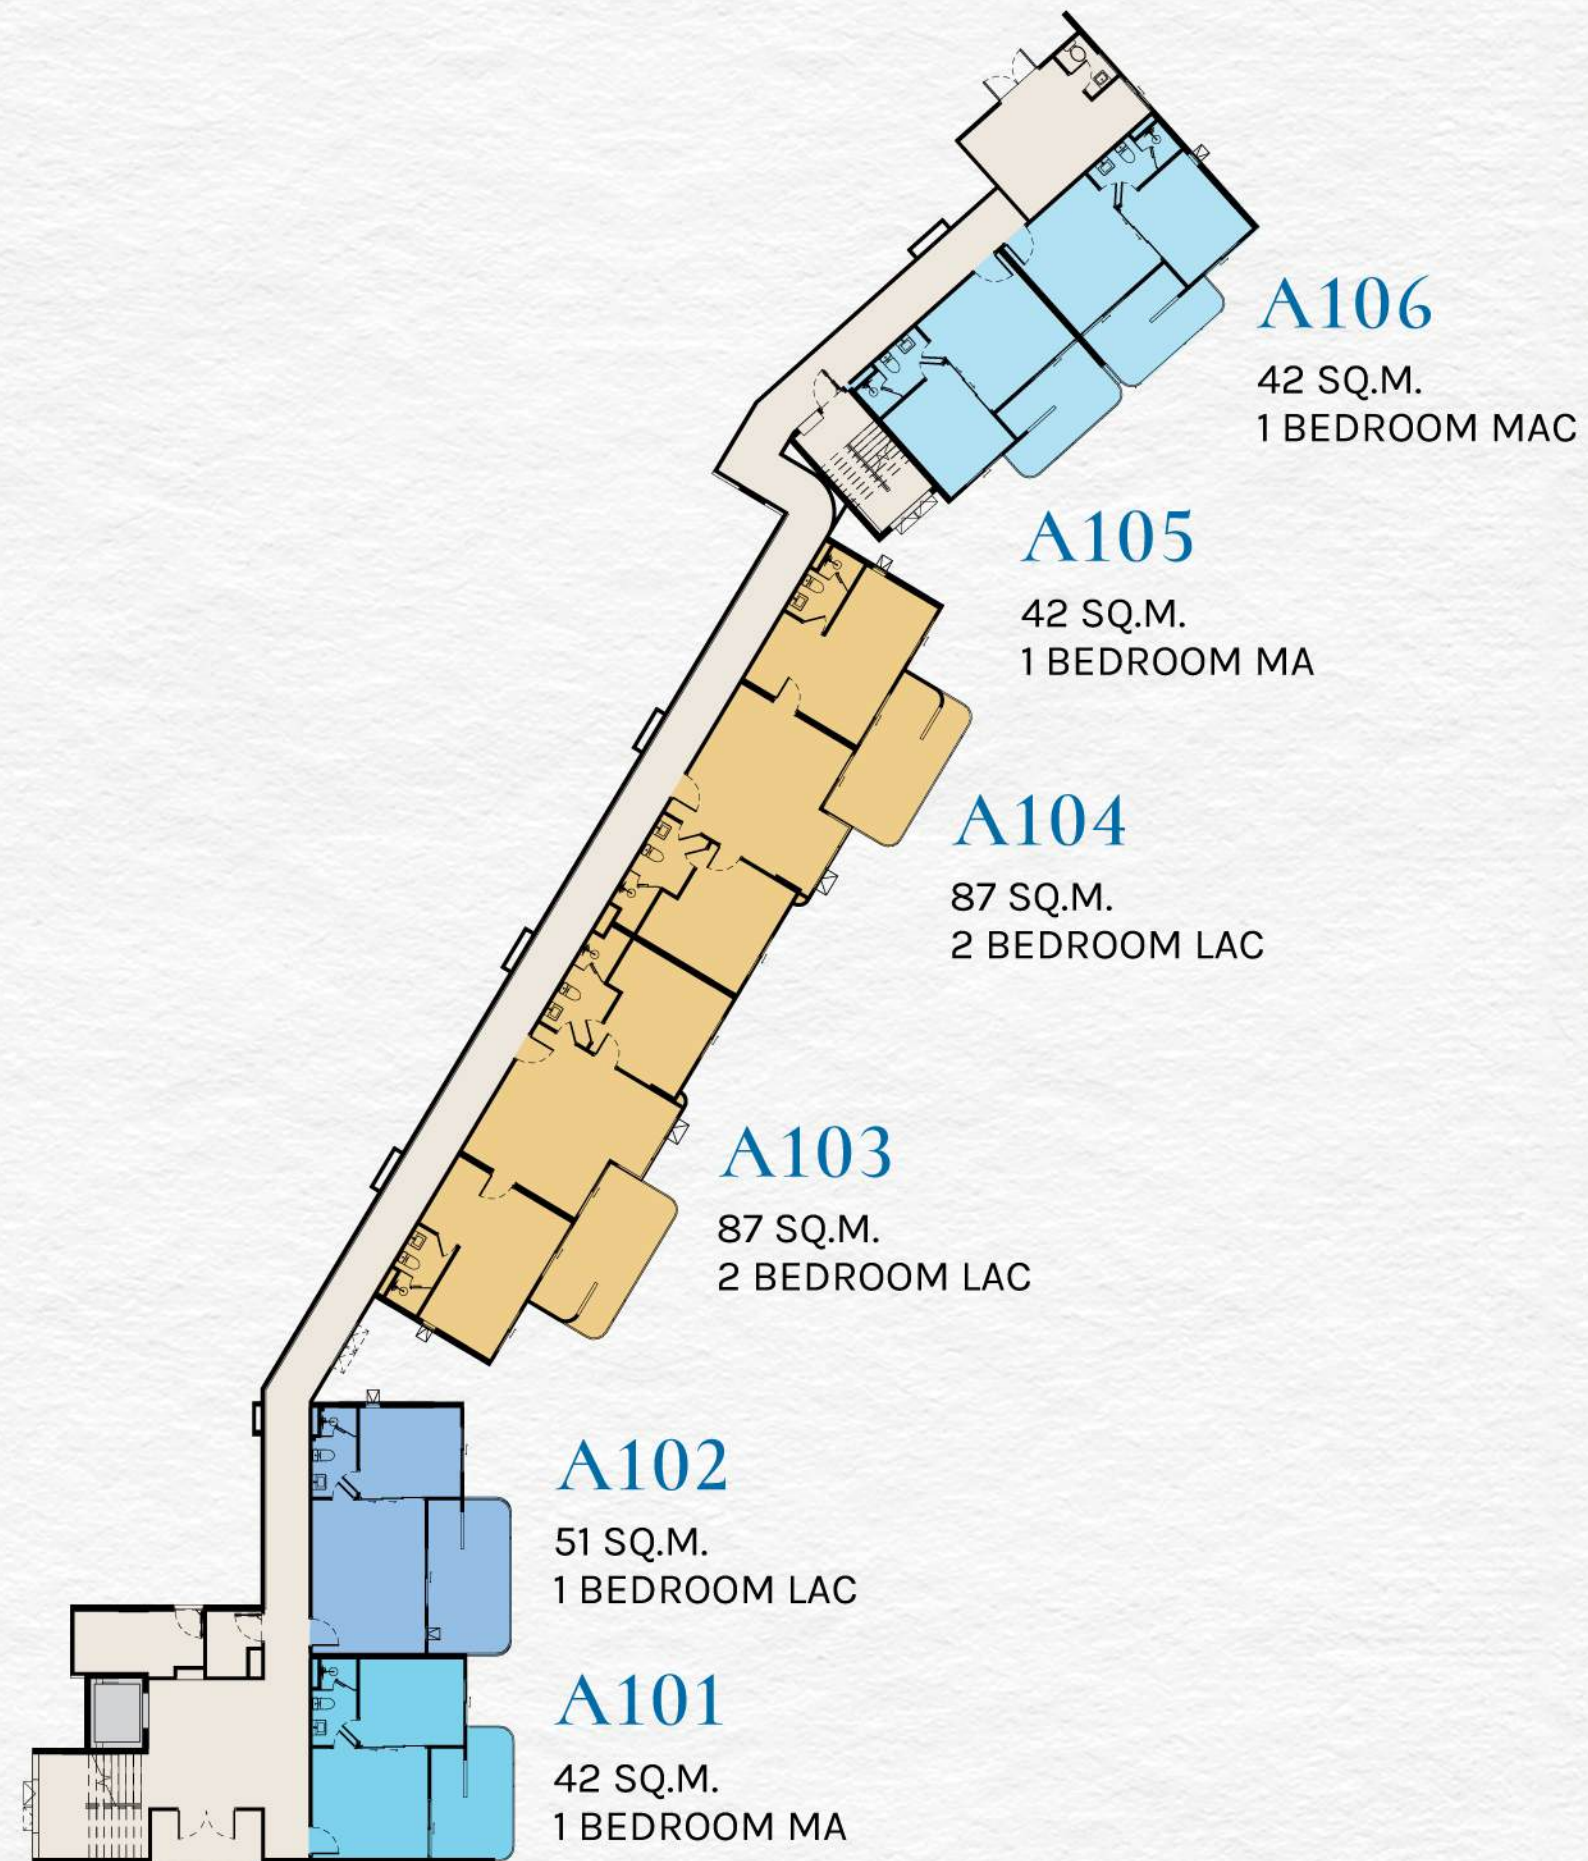 A106
42 SQ.M.
1 BEDROOM MAC
A105
42 SQ.M.
1 BEDROOM MA
A104
87 SQ.M.
2 BEDROOM LAC
A103
87 SQ.M.
2 BEDROOM LAC
A102
51 SQ.M.
1 BEDROOM LAC
A101
42 SQ.M.
1 BEDROOM MA